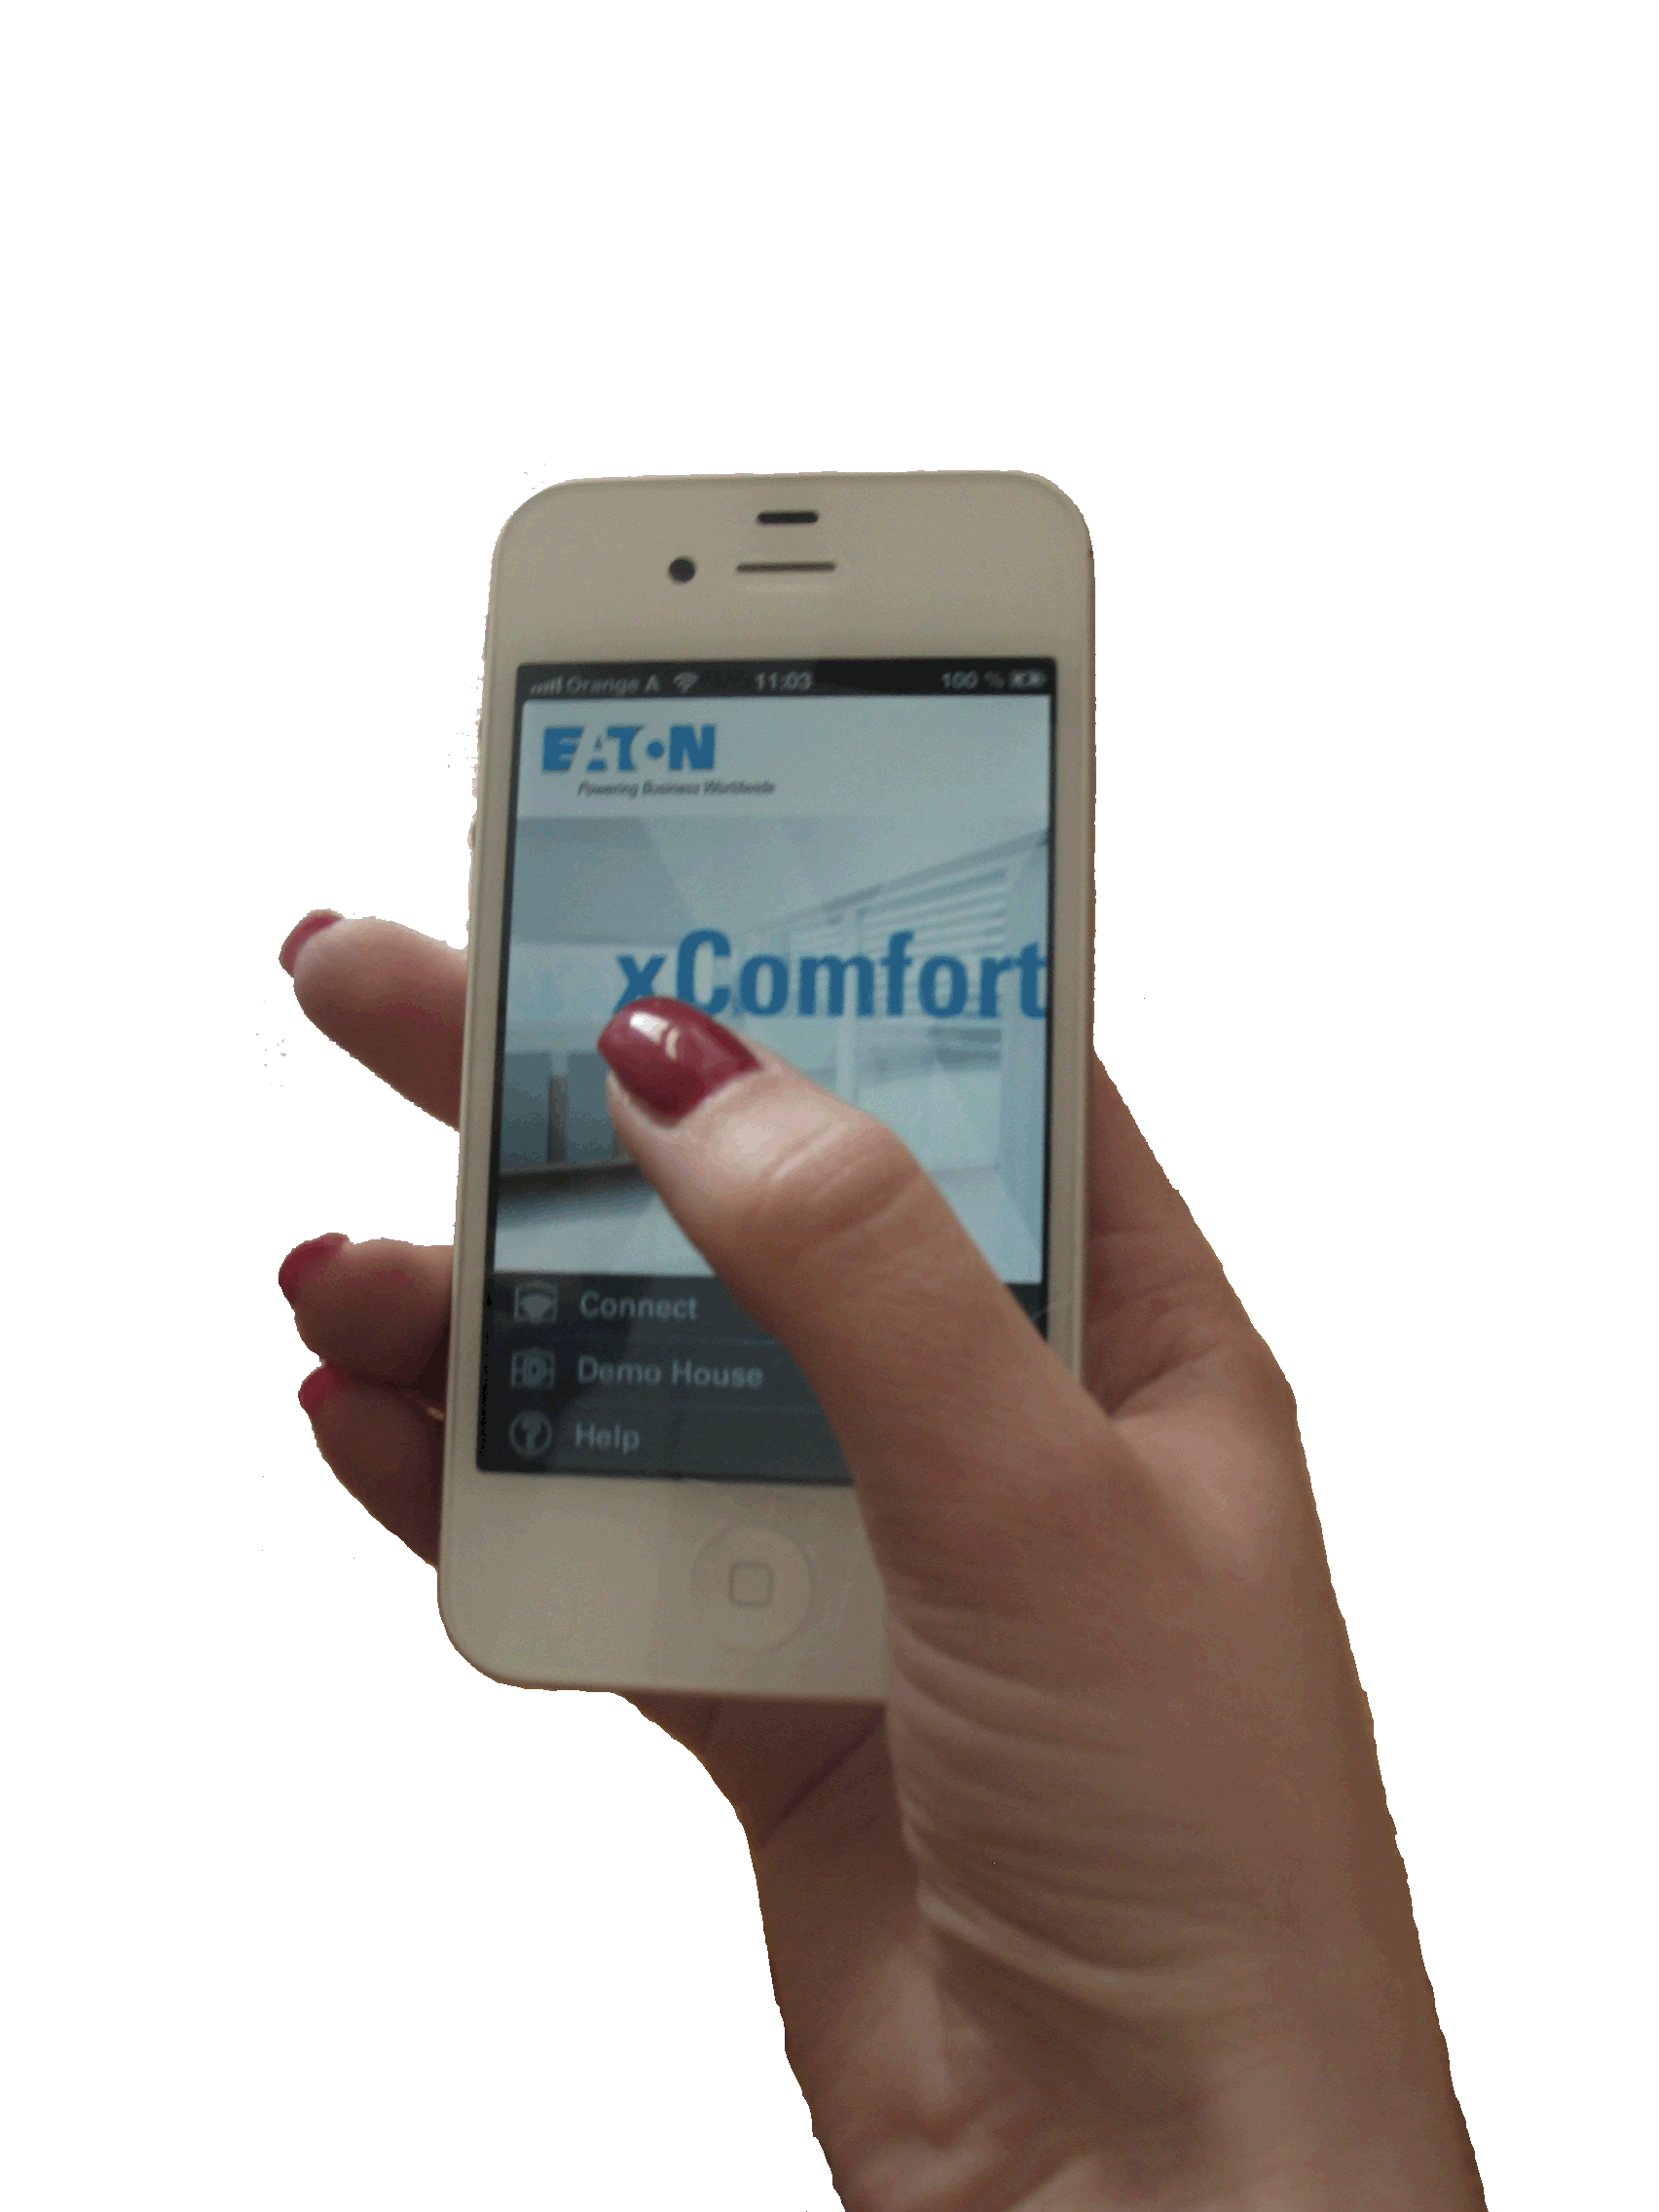 Orange A 11:03 100 %
EATON
Powering Business Worldwide
xComfort
Connect
Demo House
Help